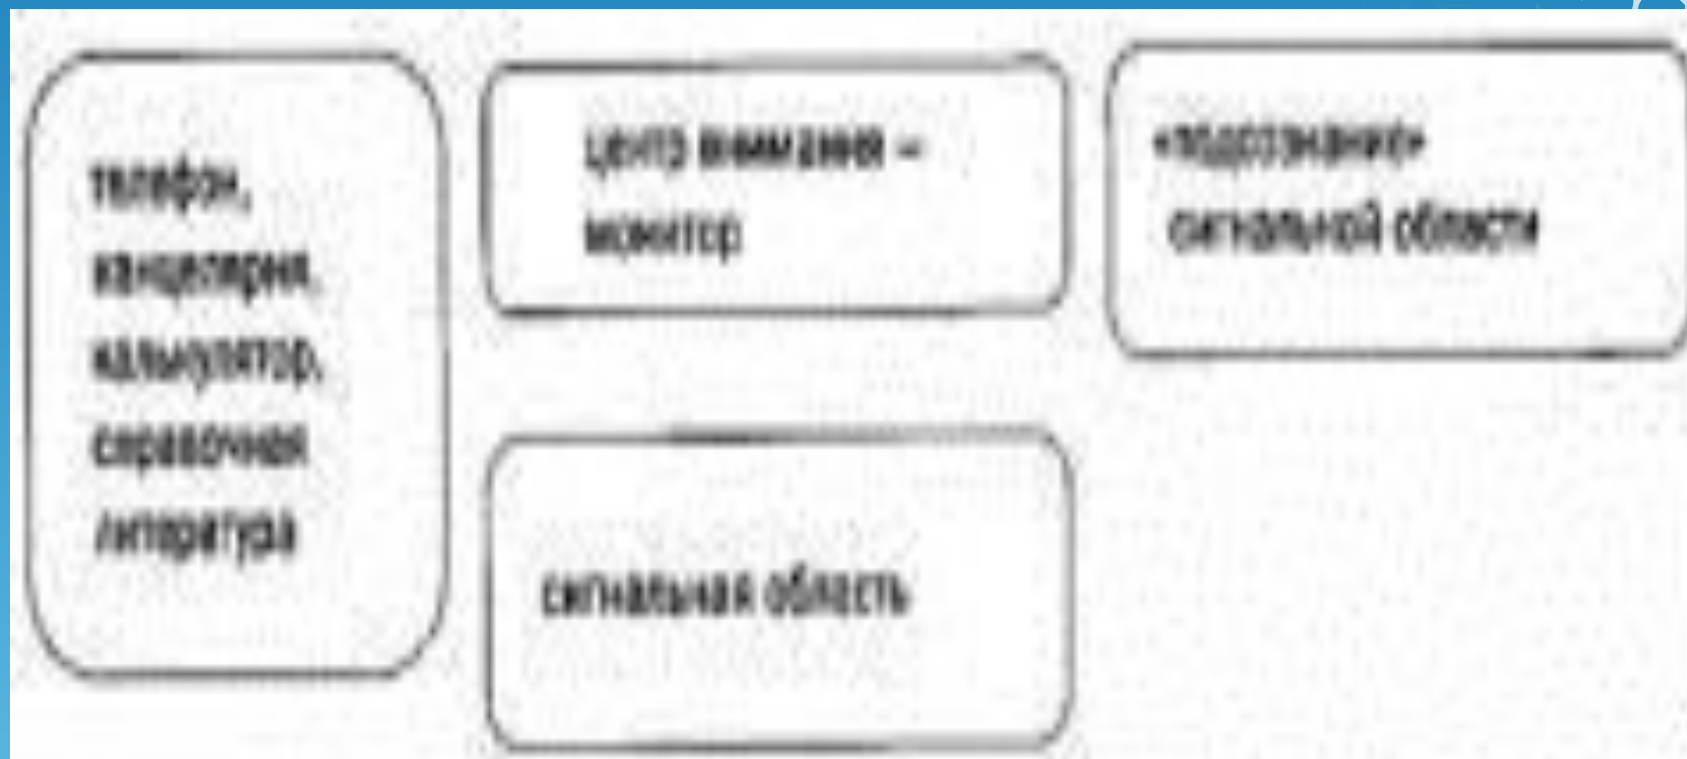 телефон,
канцелярия,
калькулятор,
справочная
литература
центр внимания –
монитор
«подсознание»
сигнальной области
сигнальная область